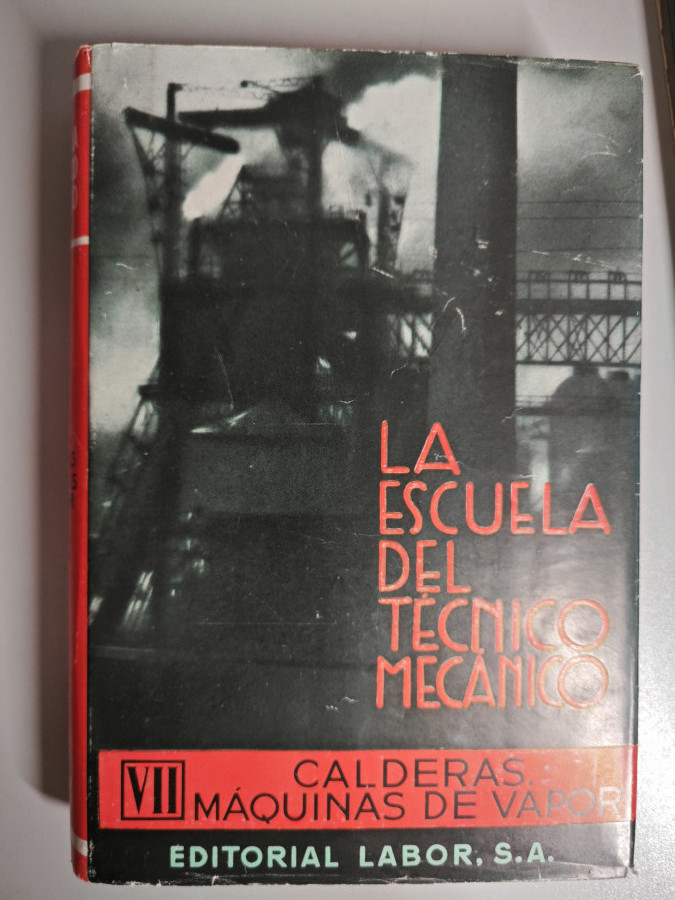 LA
ESCUELA
DEL
TÉCNICO
MECÁNICO
VII
CALDERAS.
MÁQUINAS DE VAPOR
EDITORIAL LABOR, S.A.